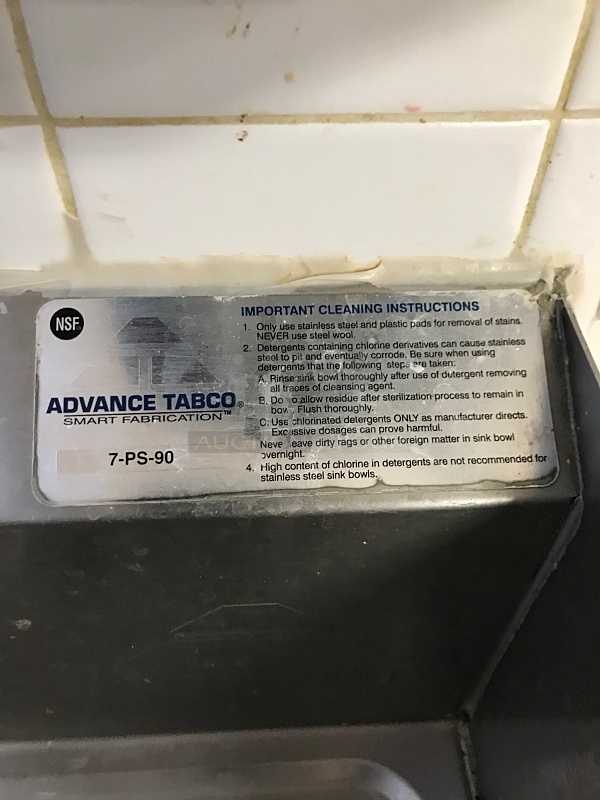 NSF
ADVANCE TABCO®
SMART FABRICATION™
7-PS-90
IMPORTANT CLEANING INSTRUCTIONS
1. Only use stainless steel and plastic pads for removal of stains.
NEVER use steel wool.
2. Detergents containing chlorine derivatives can cause stainless
steel to pit and eventually corrode. Be sure when using
detergents that the following steps are taken:
A. Rinse sink bowl thoroughly after use of detergent removing
all traces of cleansing agent.
B. Do allow residue after sterilization process to remain in
bowl. Flush thoroughly.
C. Use chlorinated detergents ONLY as manufacturer directs.
Excessive dosages can prove harmful.
Never leave dirty rags or other foreign matter in sink bowl
overnight.
4. High content of chlorine in detergents are not recommended for
stainless steel sink bowls.